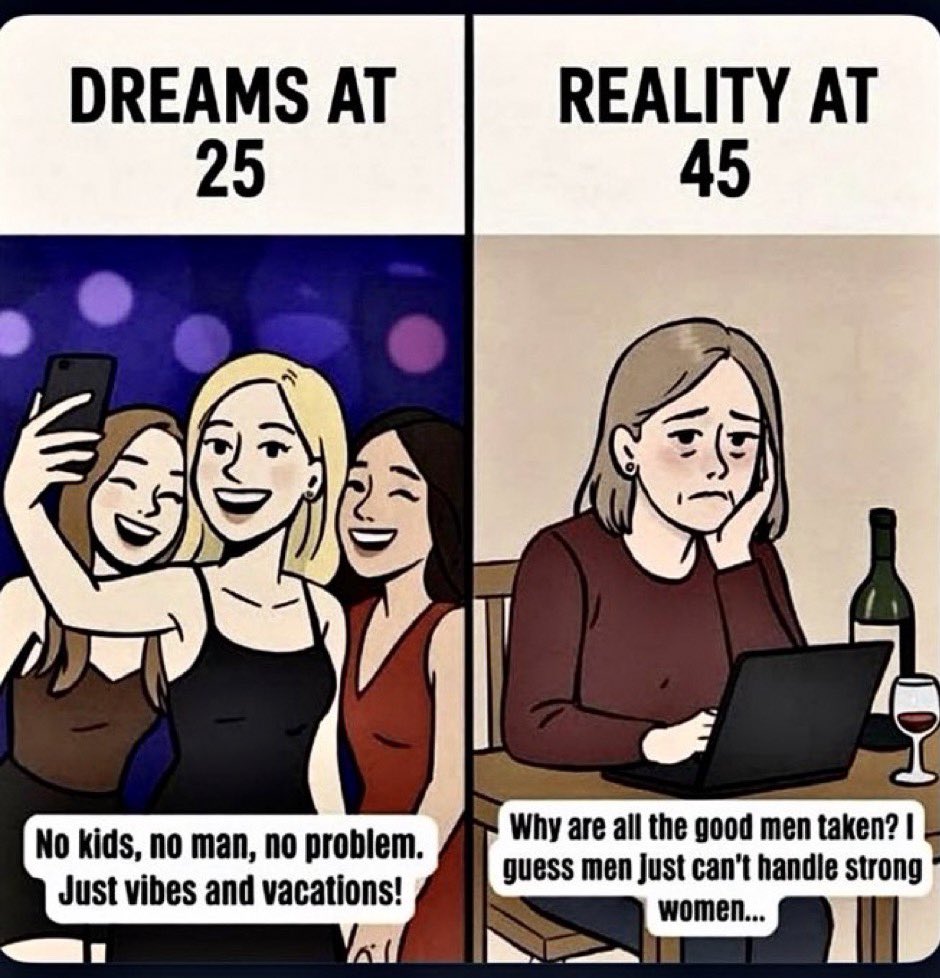 DREAMS AT
25
REALITY AT
45
No kids, no man, no problem.
Just vibes and vacations!
Why are all the good men taken? I
guess men just can't handle strong
women...